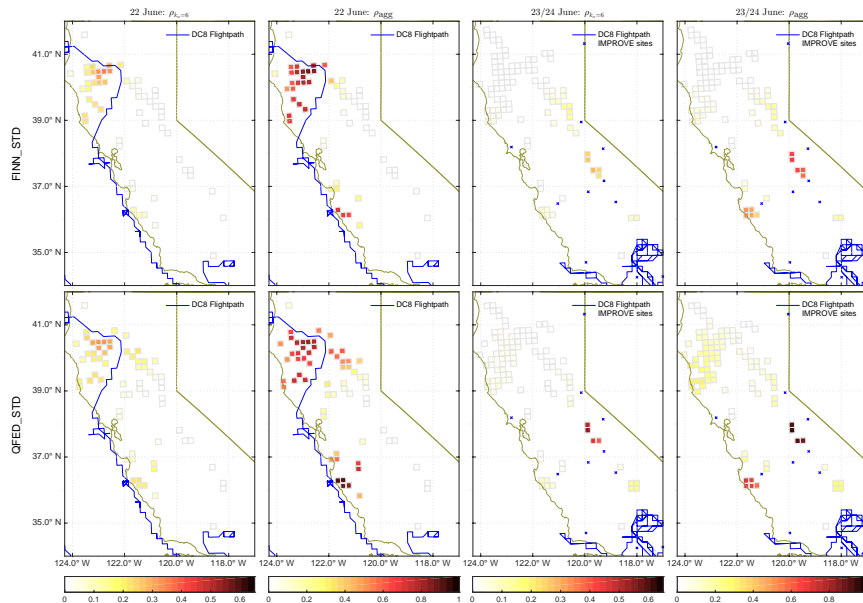 22 June: ρkₑ=6 22 June: ρagg 23/24 June: ρkₑ=6 23/24 June: ρagg
DC8 Flightpath DC8 Flightpath DC8 Flightpath DC8 Flightpath
IMPROVE sites IMPROVE sites
41.0° N
39.0° N
FINN_STD
37.0° N
35.0° N
DC8 Flightpath DC8 Flightpath DC8 Flightpath DC8 Flightpath
IMPROVE sites IMPROVE sites
41.0° N
39.0° N
QFED_STD
37.0° N
35.0° N
124.0° W 122.0° W 120.0° W 118.0° W 124.0° W 122.0° W 120.0° W 118.0° W 124.0° W 122.0° W 120.0° W 118.0° W 124.0° W 122.0° W 120.0° W 118.0° W
0 0.1 0.2 0.3 0.4 0.5 0.6 0 0.2 0.4 0.6 0.8 1 0 0.1 0.2 0.3 0.4 0.5 0.6 0 0.2 0.4 0.6 0.8